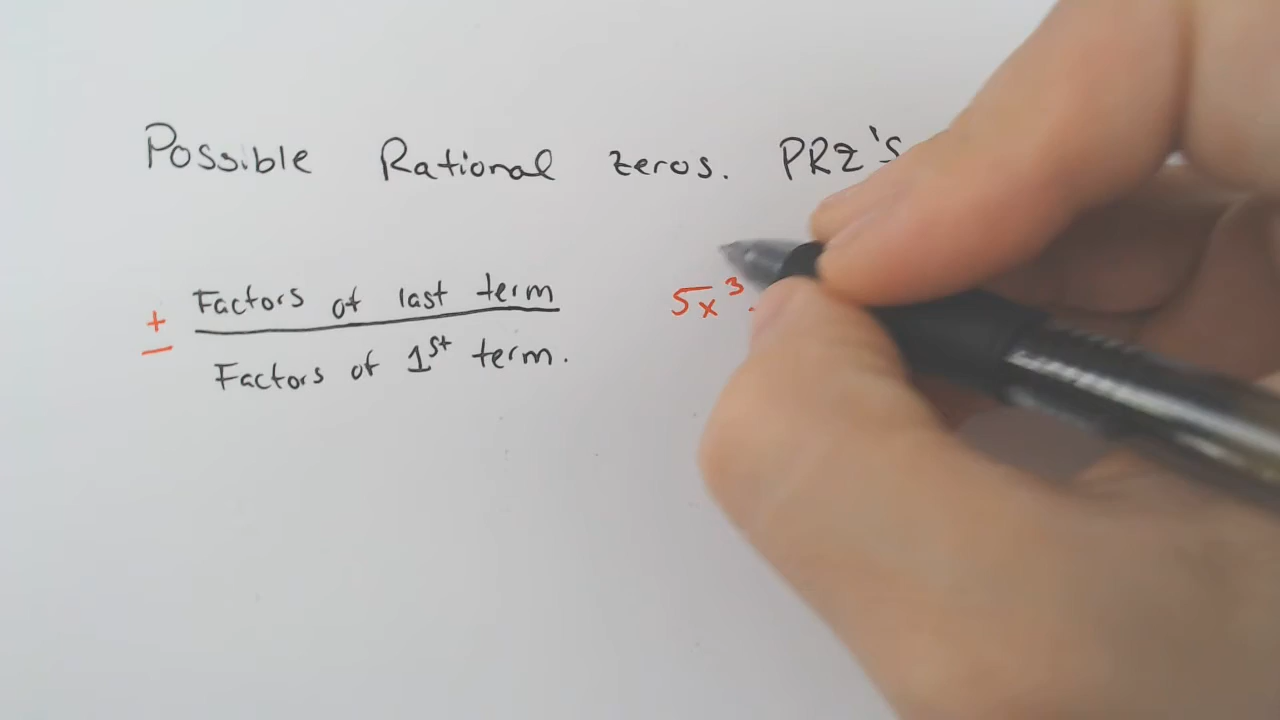 Possible Rational zeros. PRZ's
± Factors of last term
Factors of 1st term.
5x³